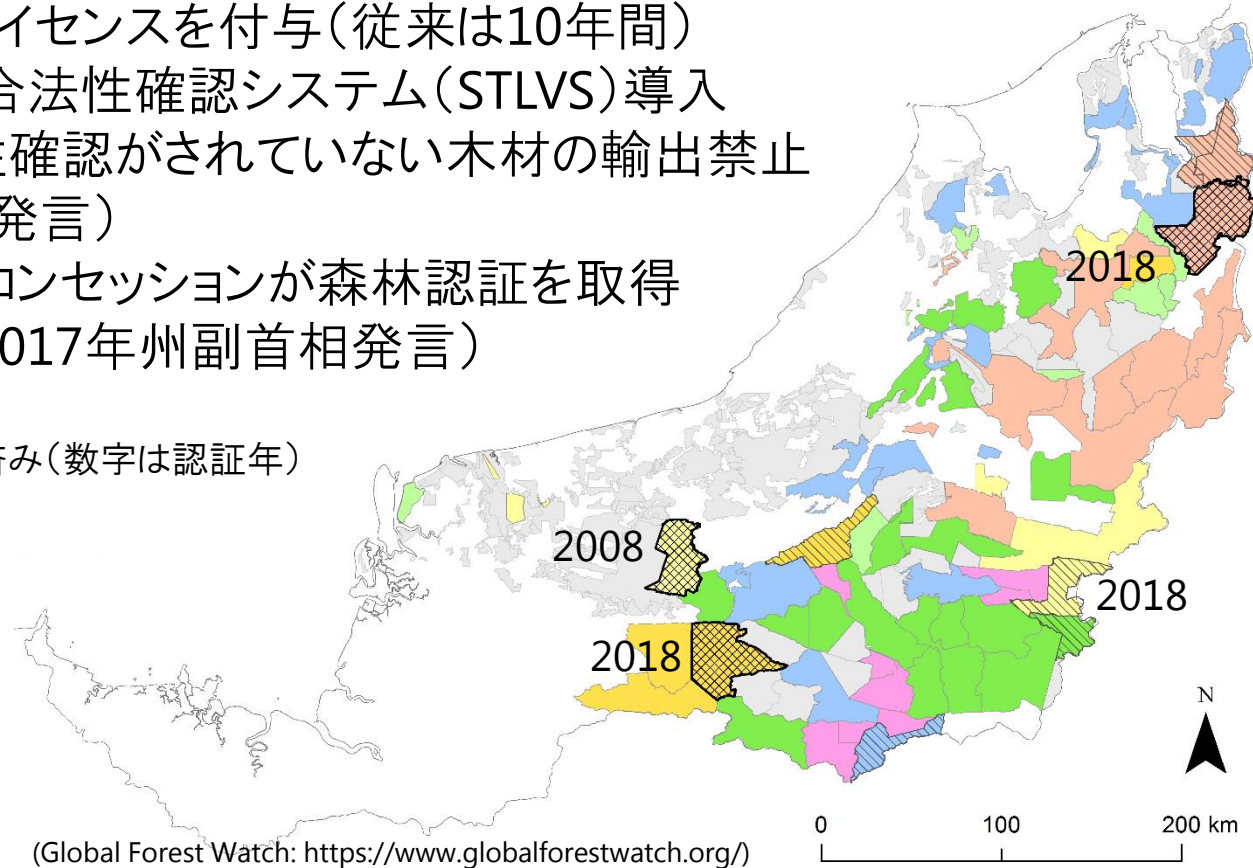 イセンスを付与(従来は10年間)
合法性確認システム(STLVS)導入
性確認がされていない木材の輸出禁止
発言)
コンセッションが森林認証を取得
2017年州副首相発言)
済み(数字は認証年)
2018
2008
2018
2018
N
0 100 200 km
(Global Forest Watch: https://www.globalforestwatch.org/)